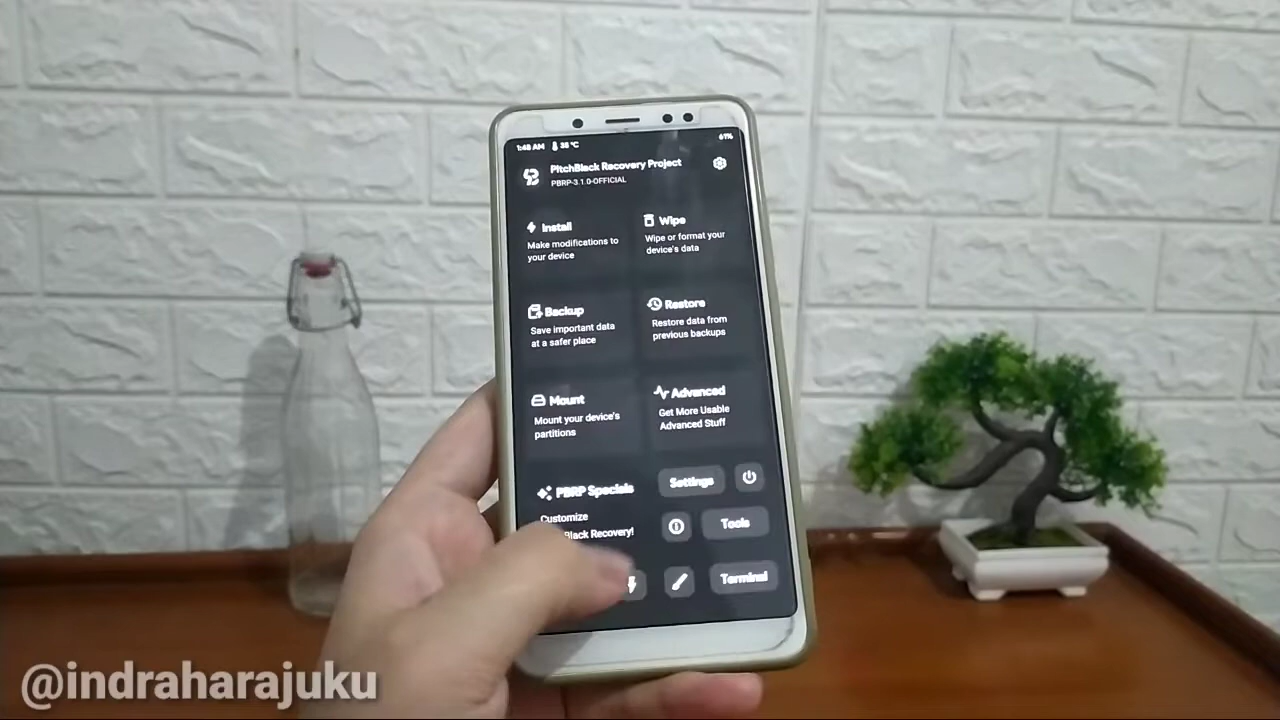 1:48 AM 35 °C 61%
PitchBlack Recovery Project
PBRP-3.1.0-OFFICIAL
Install
Make modifications to
your device
Wipe
Wipe or format your
device's data
Backup
Save important data
at a safer place
Restore
Restore data from
previous backups
Mount
Mount your device's
partitions
Advanced
Get More Usable
Advanced Stuff
PBRP Specials
Customize
Black Recovery!
Settings
Tools
Terminal
@indraharajuku